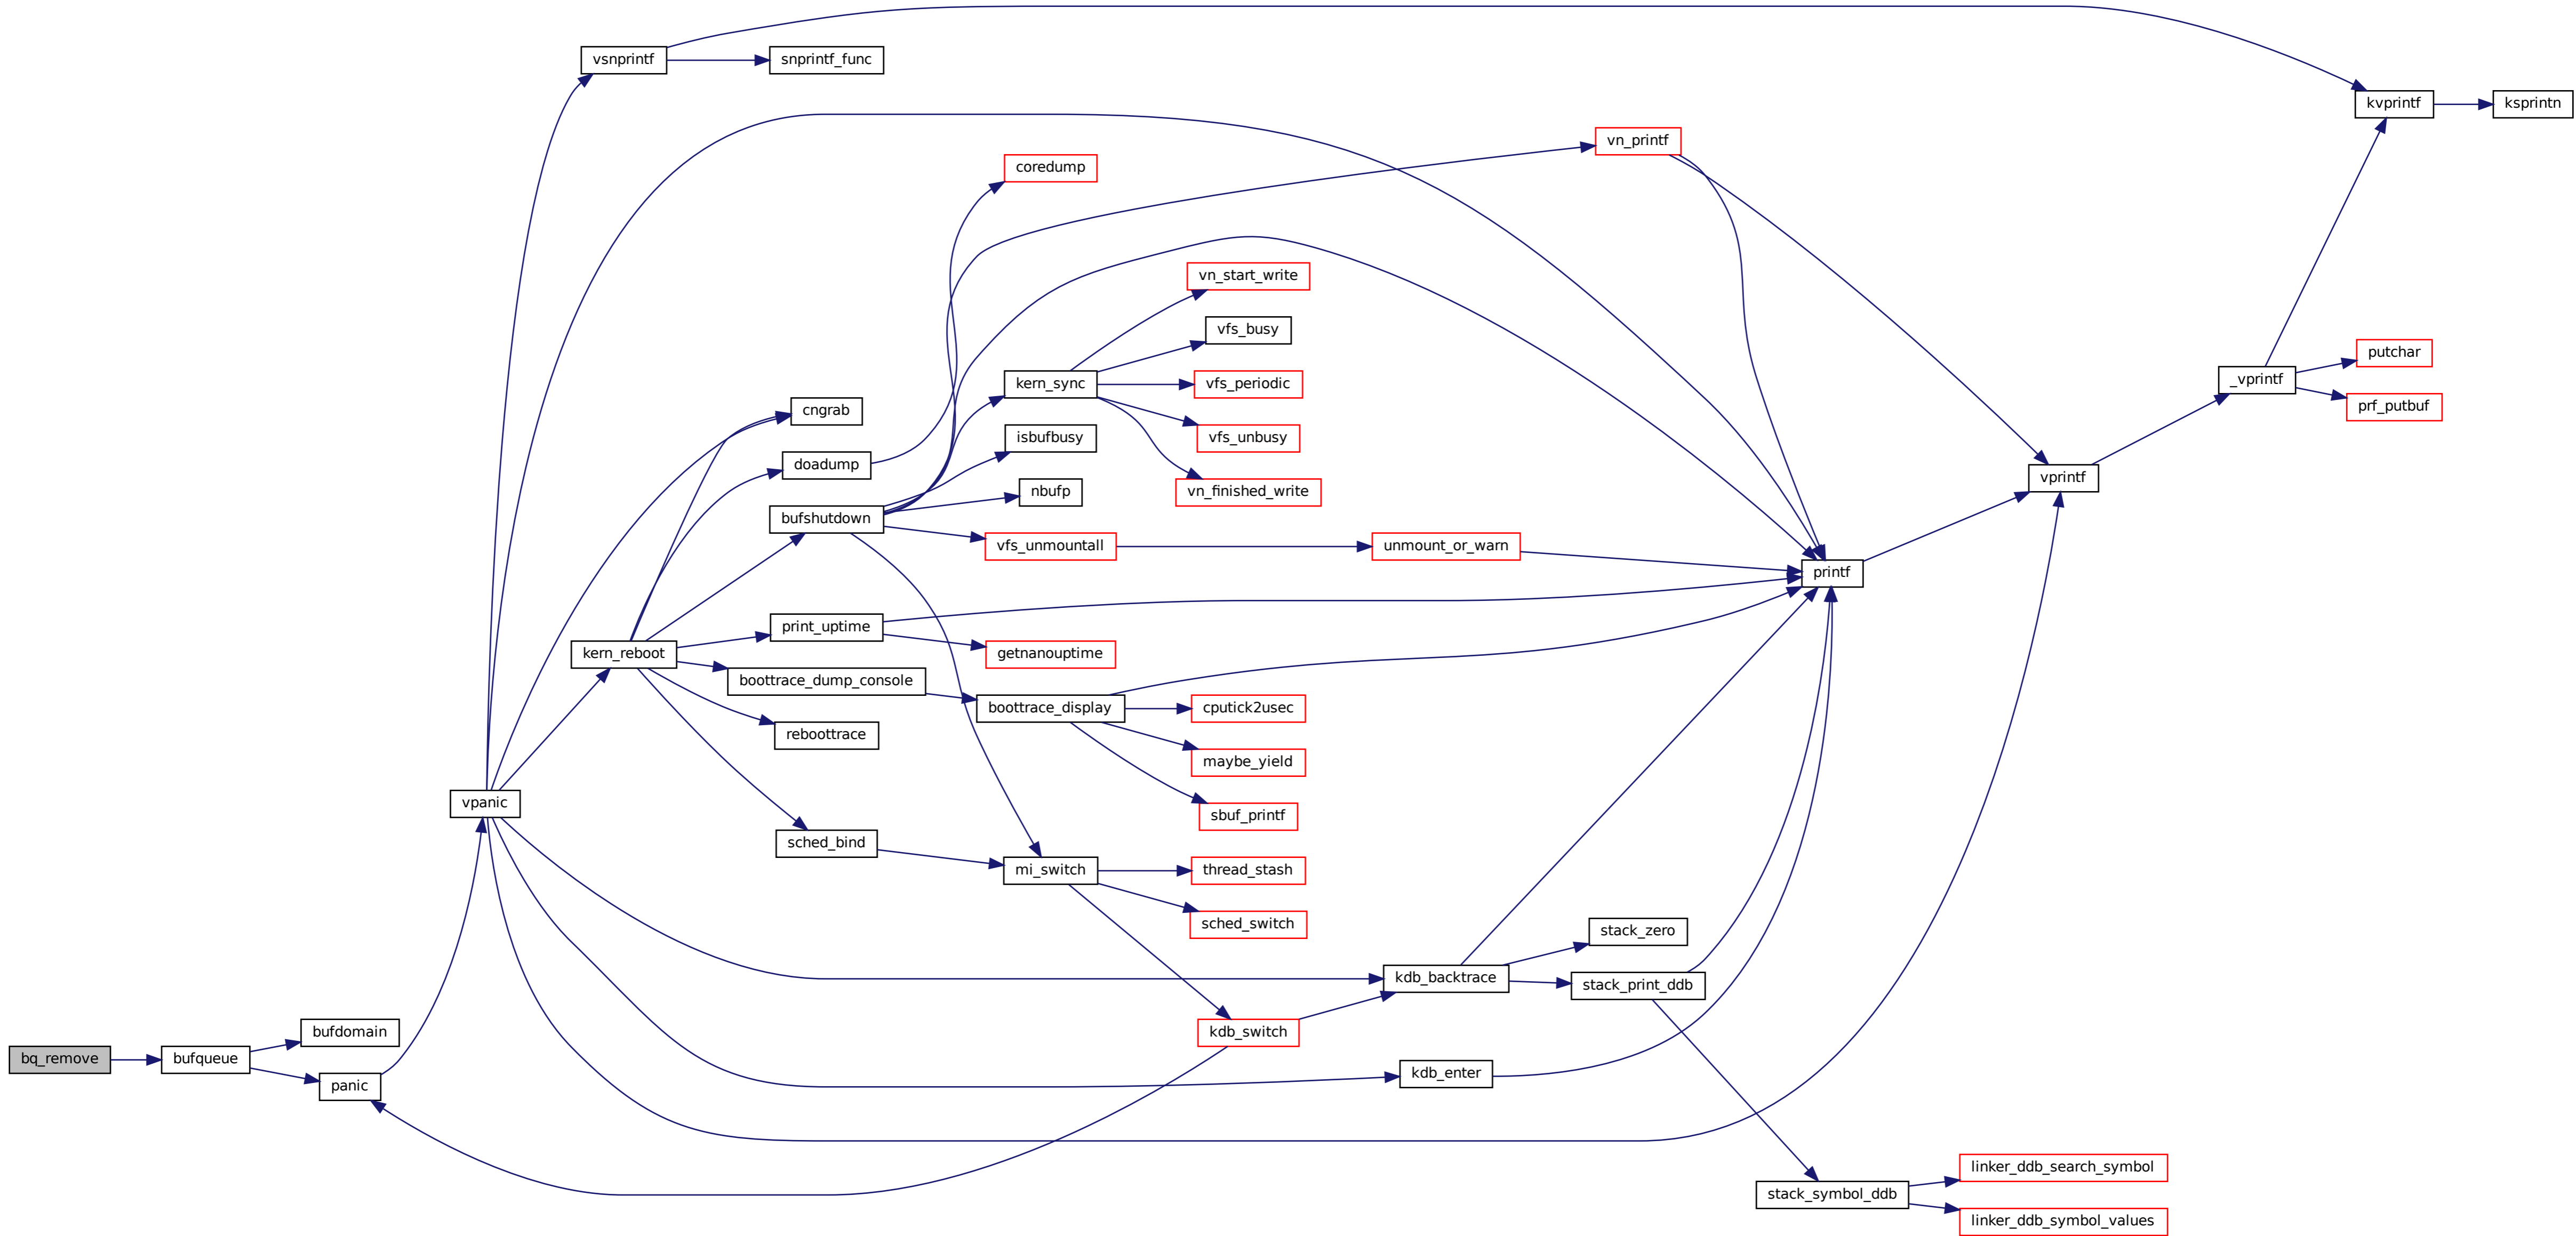 vsnprintf
snprintf_func
kvprintf
ksprintn
vn_printf
coredump
vn_start_write
vfs_busy
putchar
kern_sync
vfs_periodic
_vprintf
cngrab
prf_putbuf
isbufbusy
vfs_unbusy
doadump
vprintf
nbufp
vn_finished_write
bufshutdown
vfs_unmountall
unmount_or_warn
printf
print_uptime
kern_reboot
getnanouptime
boottrace_dump_console
boottrace_display
cputick2usec
reboottrace
maybe_yield
vpanic
sbuf_printf
sched_bind
mi_switch
thread_stash
sched_switch
stack_zero
kdb_backtrace
stack_print_ddb
bufdomain
kdb_switch
bq_remove
bufqueue
kdb_enter
panic
linker_ddb_search_symbol
stack_symbol_ddb
linker_ddb_symbol_values